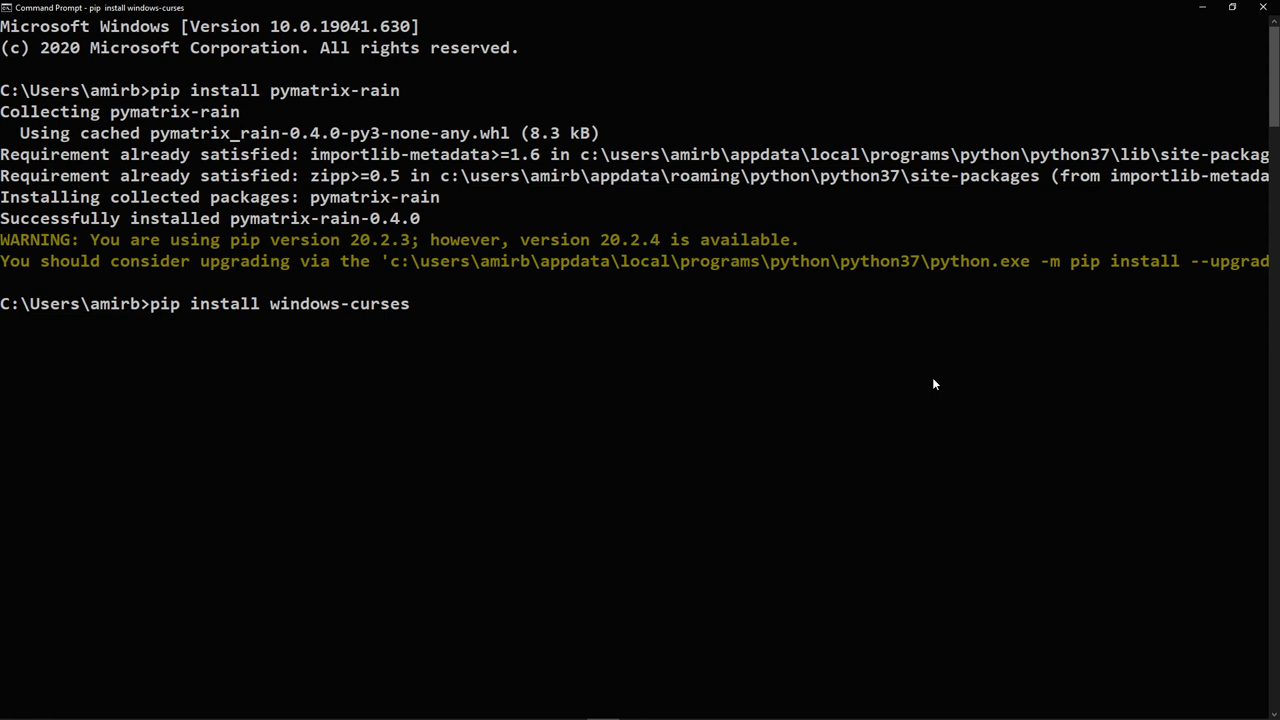 Command Prompt - pip  install windows-curses
Microsoft Windows [Version 10.0.19041.630]
(c) 2020 Microsoft Corporation. All rights reserved.
C:\Users\amirb>pip install pymatrix-rain
Collecting pymatrix-rain
  Using cached pymatrix_rain-0.4.0-py3-none-any.whl (8.3 kB)
Requirement already satisfied: importlib-metadata>=1.6 in c:\users\amirb\appdata\local\programs\python\python37\lib\site-packag
Requirement already satisfied: zipp>=0.5 in c:\users\amirb\appdata\roaming\python\python37\site-packages (from importlib-metada
Installing collected packages: pymatrix-rain
Successfully installed pymatrix-rain-0.4.0
WARNING: You are using pip version 20.2.3; however, version 20.2.4 is available.
You should consider upgrading via the 'c:\users\amirb\appdata\local\programs\python\python37\python.exe -m pip install --upgrad
C:\Users\amirb>pip install windows-curses